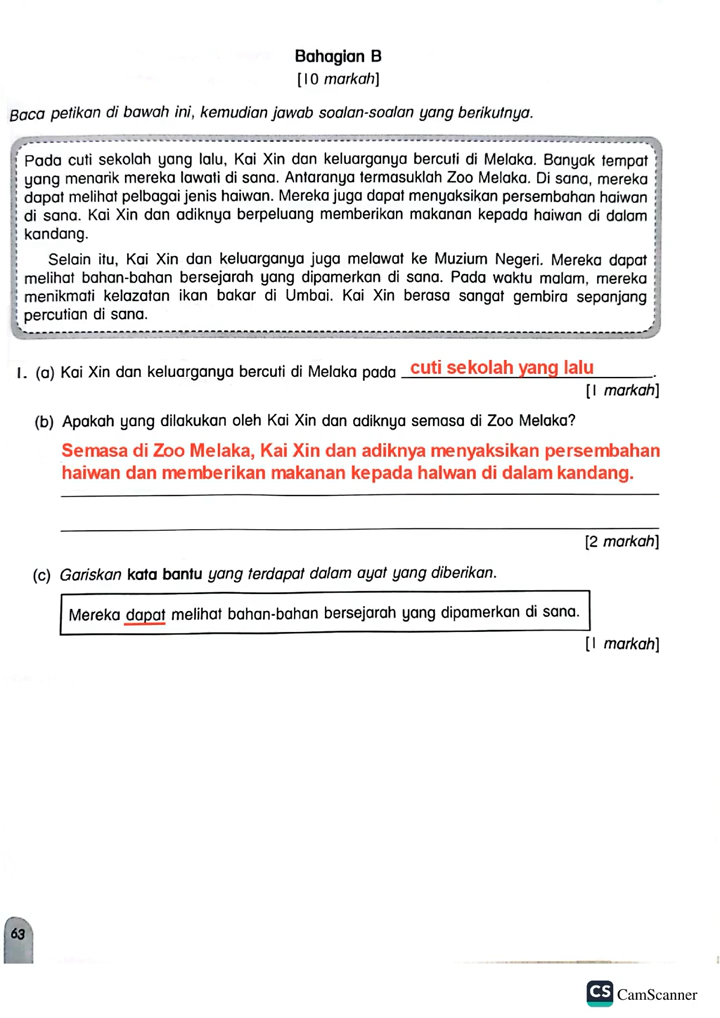 Bahagian B
[10 markah]
Baca petikan di bawah ini, kemudian jawab soalan-soalan yang berikutnya.
Pada cuti sekolah yang lalu, Kai Xin dan keluarganya bercuti di Melaka. Banyak tempat
yang menarik mereka lawati di sana. Antaranya termasuklah Zoo Melaka. Di sana, mereka
dapat melihat pelbagai jenis haiwan. Mereka juga dapat menyaksikan persembahan haiwan
di sana. Kai Xin dan adiknya berpeluang memberikan makanan kepada haiwan di dalam
kandang.
Selain itu, Kai Xin dan keluarganya juga melawat ke Muzium Negeri. Mereka dapat
melihat bahan-bahan bersejarah yang dipamerkan di sana. Pada waktu malam, mereka
menikmati kelazatan ikan bakar di Umbai. Kai Xin berasa sangat gembira sepanjang
percutian di sana.
1. (a) Kai Xin dan keluarganya bercuti di Melaka pada cuti sekolah yang lalu.
[1 markah]
(b) Apakah yang dilakukan oleh Kai Xin dan adiknya semasa di Zoo Melaka?
Semasa di Zoo Melaka, Kai Xin dan adiknya menyaksikan persembahan
haiwan dan memberikan makanan kepada halwan di dalam kandang.
[2 markah]
(c) Gariskan kata bantu yang terdapat dalam ayat yang diberikan.
Mereka dapat melihat bahan-bahan bersejarah yang dipamerkan di sana.
[1 markah]
63
CS CamScanner